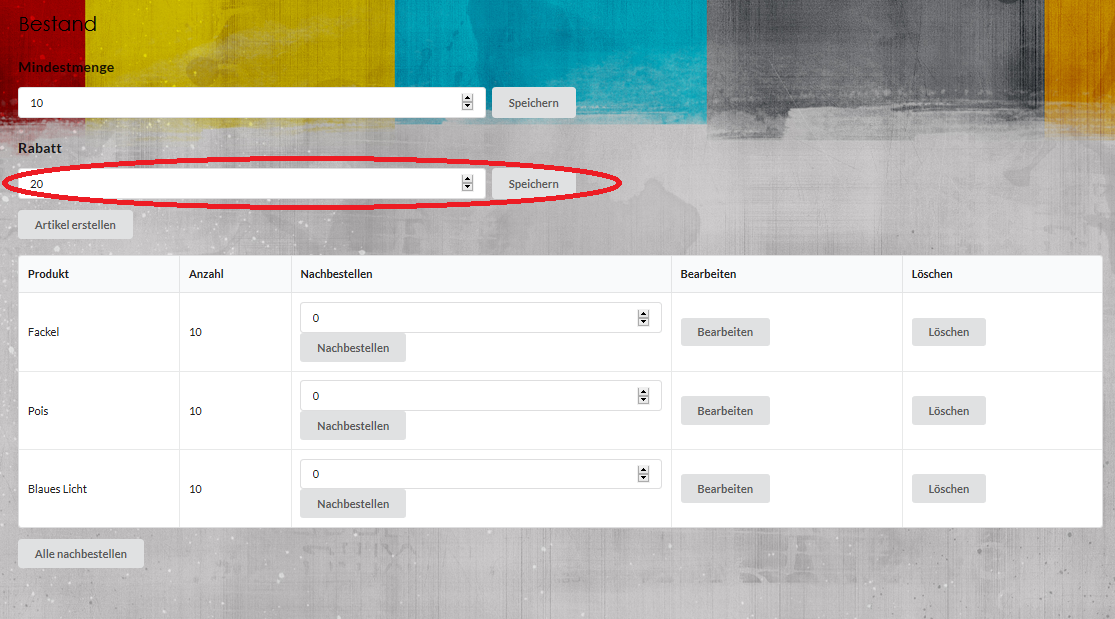 Bestand
Mindestmenge
10 Speichern
Rabatt
20 Speichern
Artikel erstellen
Produkt Anzahl Nachbestellen Bearbeiten Löschen
Fackel 10 0 Nachbestellen Bearbeiten Löschen
Pois 10 0 Nachbestellen Bearbeiten Löschen
Blaues Licht 10 0 Nachbestellen Bearbeiten Löschen
Alle nachbestellen